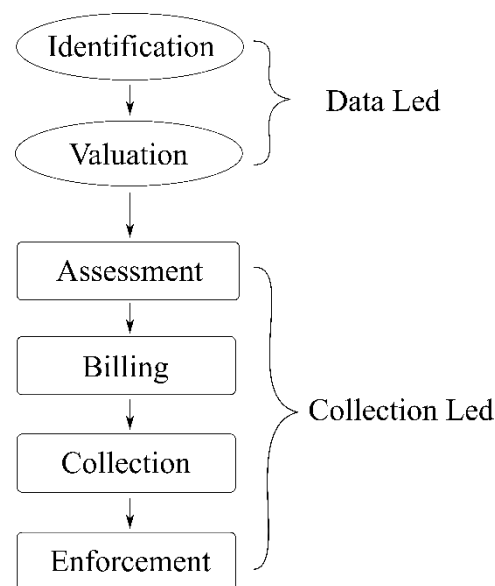 Identification
Data Led
Valuation
Assessment
Billing
Collection Led
Collection
Enforcement